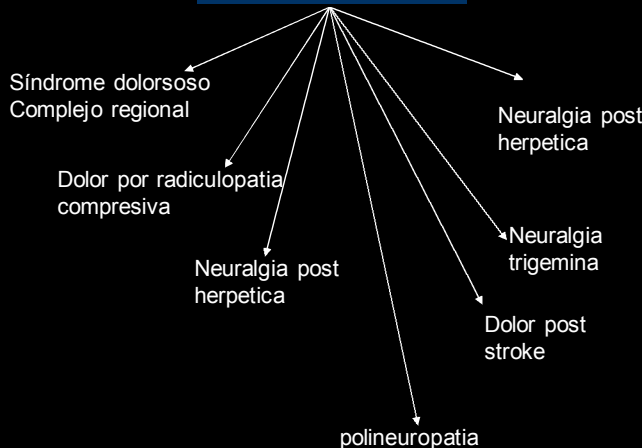 Síndrome dolorsoso
Complejo regional
Neuralgia post
herpetica
Dolor por radiculopatia
compresiva
Neuralgia
trigemina
Neuralgia post
herpetica
Dolor post
stroke
polineuropatia